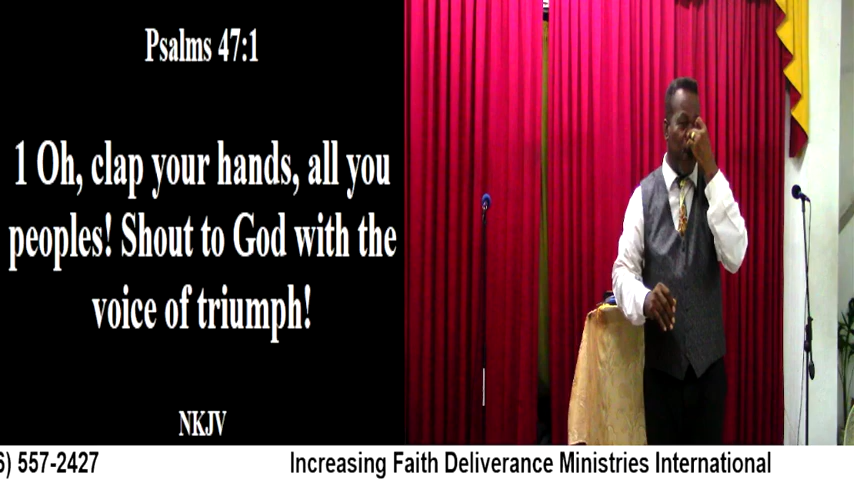 Psalms 47:1
1 Oh, clap your hands, all you
peoples! Shout to God with the
voice of triumph!
NKJV
6) 557-2427 Increasing Faith Deliverance Ministries International